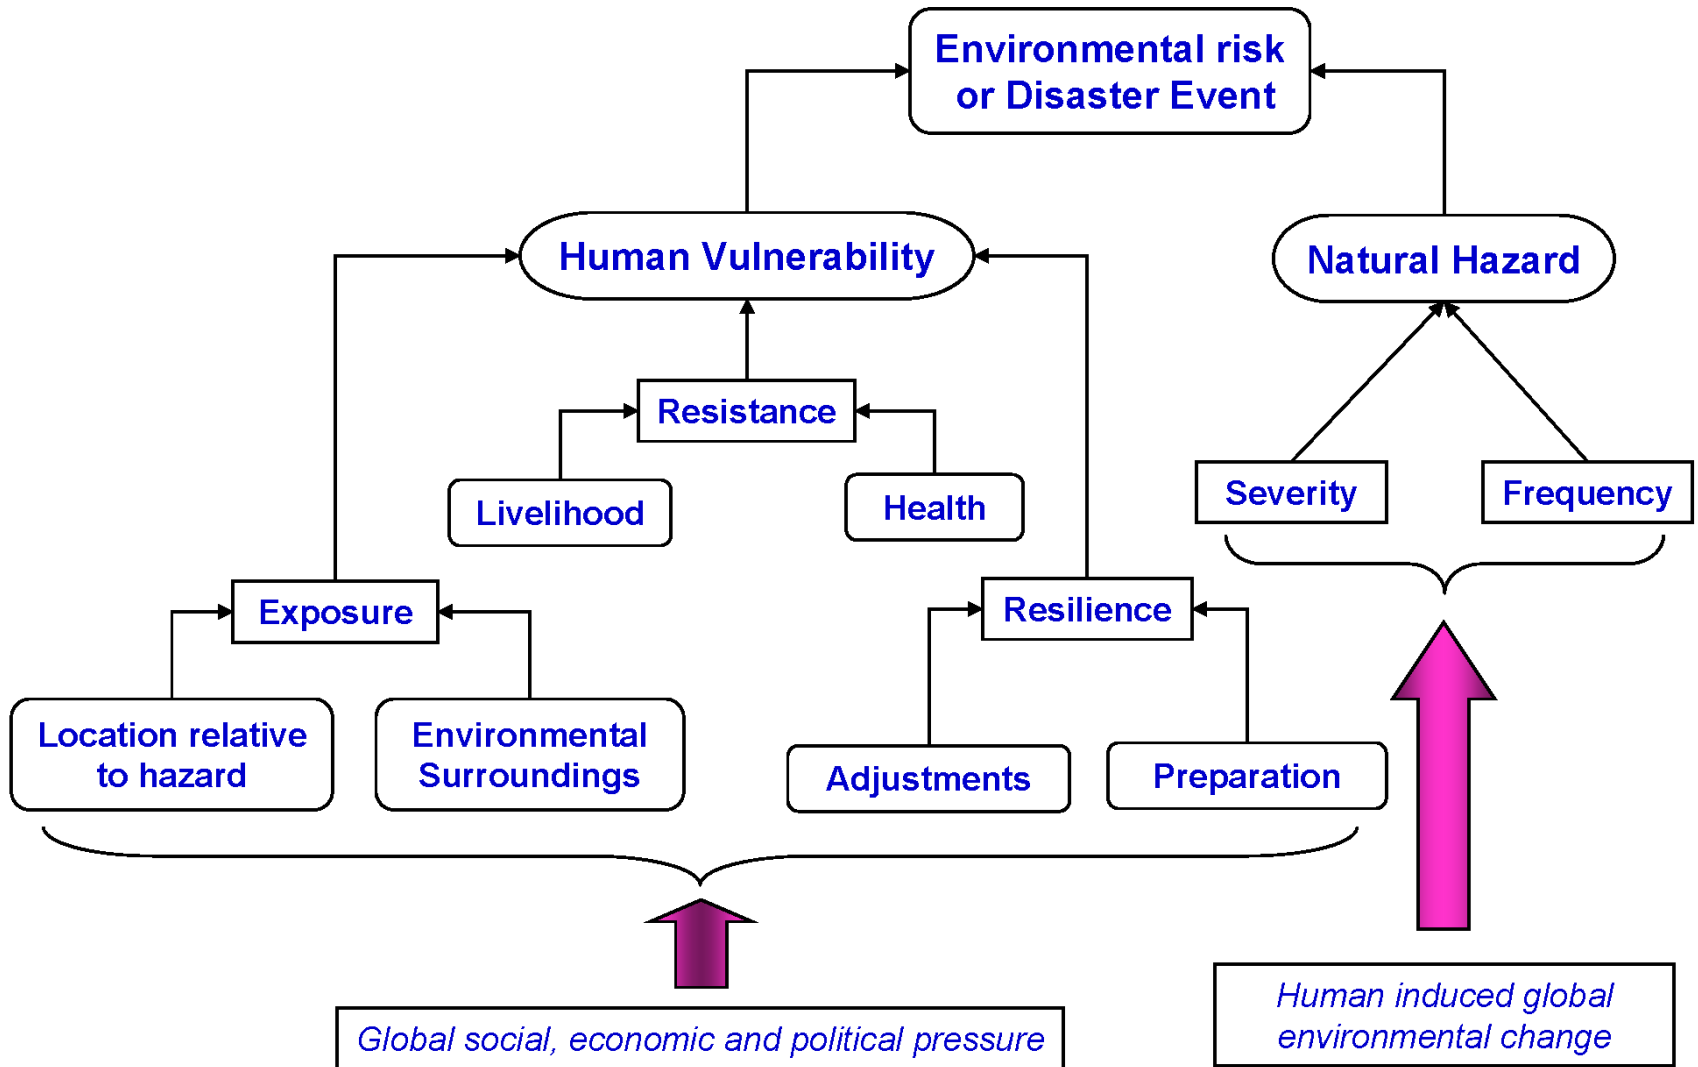 Environmental risk
or Disaster Event
Human Vulnerability
Natural Hazard
Resistance
Livelihood
Health
Severity
Frequency
Exposure
Resilience
Location relative
to hazard
Environmental
Surroundings
Adjustments
Preparation
Global social, economic and political pressure
Human induced global
environmental change